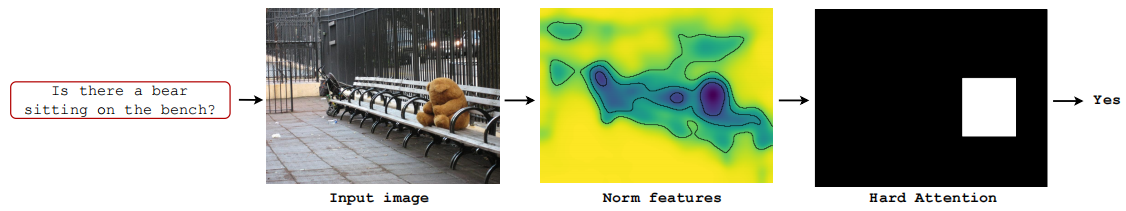 Is there a bear
sitting on the bench?
Yes
Input image
Norm features
Hard Attention